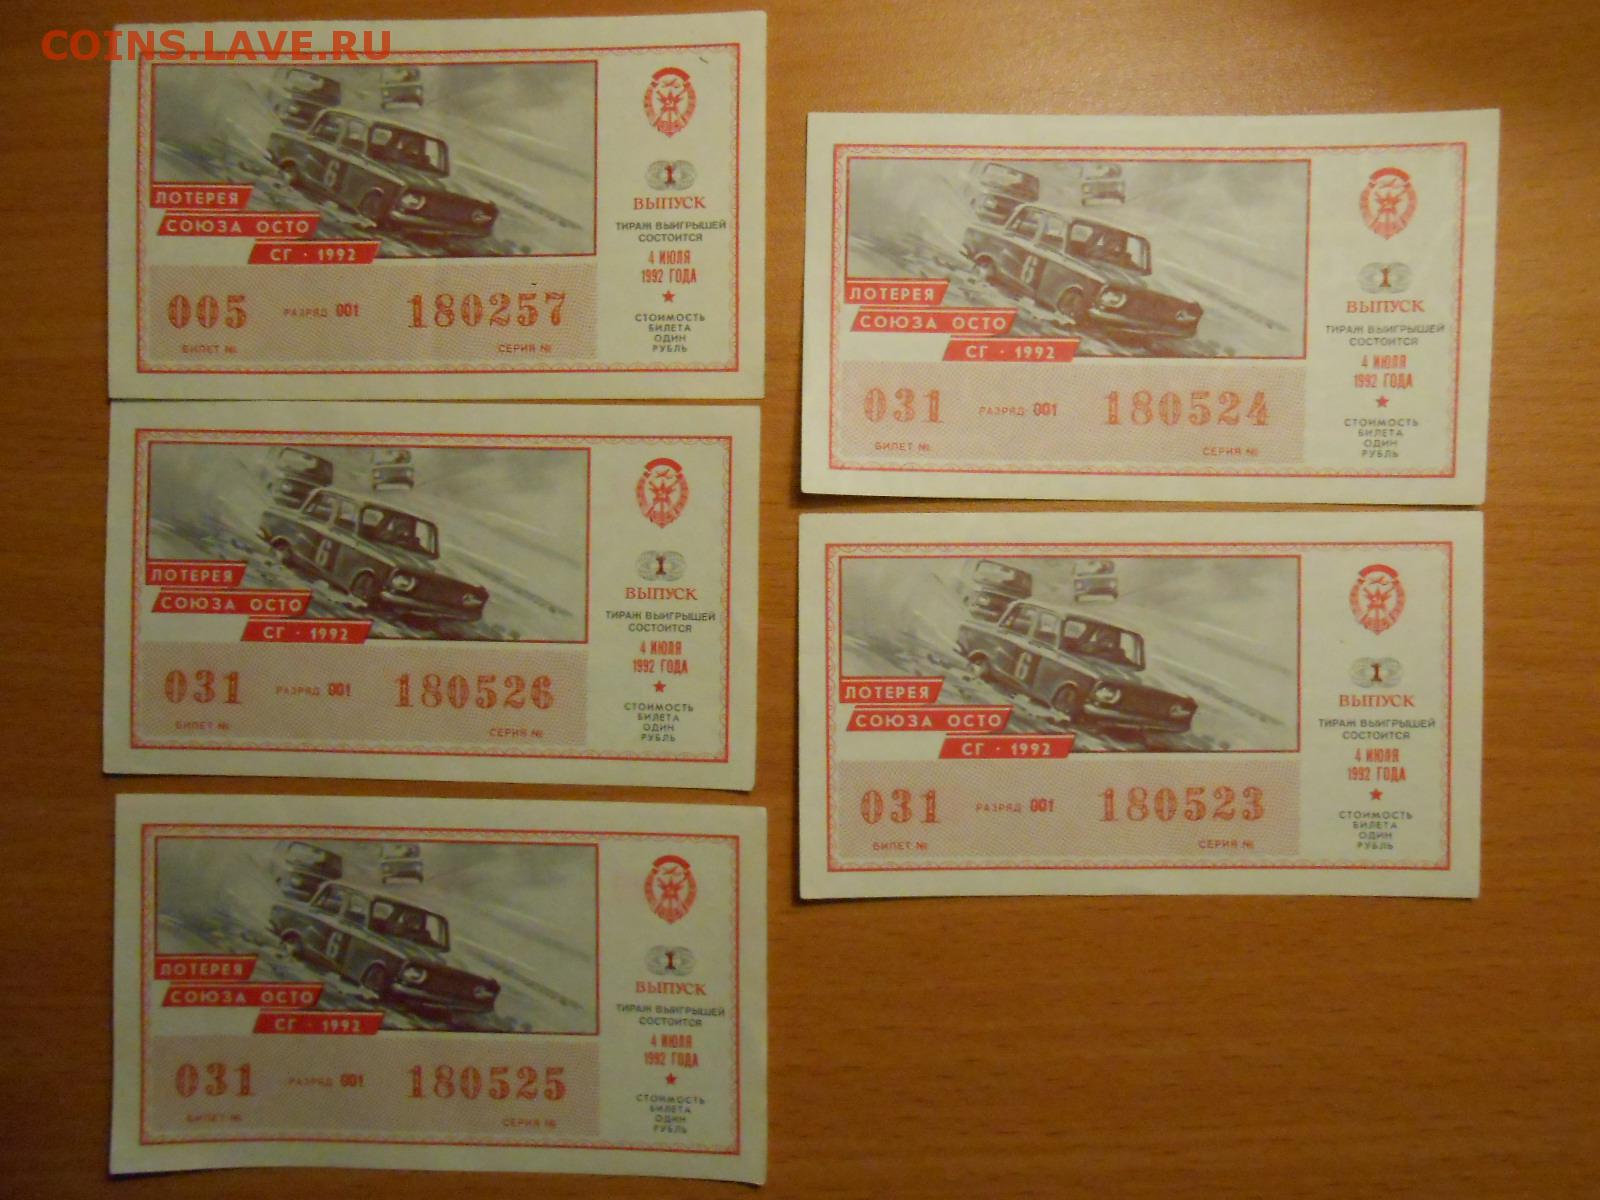 COINS.LAVE.RU
ЛОТЕРЕЯ
СОЮЗА ОСТО
СГ · 1992
005 РАЗРЯД 001 180257
БИЛЕТ № СЕРИЯ №
1
ВЫПУСК
ТИРАЖ ВЫИГРЫШЕЙ
СОСТОИТСЯ
4 ИЮЛЯ
1992 ГОДА
СТОИМОСТЬ
БИЛЕТА
ОДИН
РУБЛЬ
ЛОТЕРЕЯ
СОЮЗА ОСТО
СГ · 1992
031 РАЗРЯД 001 180526
БИЛЕТ № СЕРИЯ №
1
ВЫПУСК
ТИРАЖ ВЫИГРЫШЕЙ
СОСТОИТСЯ
4 ИЮЛЯ
1992 ГОДА
СТОИМОСТЬ
БИЛЕТА
ОДИН
РУБЛЬ
ЛОТЕРЕЯ
СОЮЗА ОСТО
СГ · 1992
031 РАЗРЯД 001 180525
БИЛЕТ № СЕРИЯ №
1
ВЫПУСК
ТИРАЖ ВЫИГРЫШЕЙ
СОСТОИТСЯ
4 ИЮЛЯ
1992 ГОДА
СТОИМОСТЬ
БИЛЕТА
ОДИН
РУБЛЬ
ЛОТЕРЕЯ
СОЮЗА ОСТО
СГ · 1992
031 РАЗРЯД 001 180524
БИЛЕТ № СЕРИЯ №
1
ВЫПУСК
ТИРАЖ ВЫИГРЫШЕЙ
СОСТОИТСЯ
4 ИЮЛЯ
1992 ГОДА
СТОИМОСТЬ
БИЛЕТА
ОДИН
РУБЛЬ
ЛОТЕРЕЯ
СОЮЗА ОСТО
СГ · 1992
031 РАЗРЯД 001 180523
БИЛЕТ № СЕРИЯ №
1
ВЫПУСК
ТИРАЖ ВЫИГРЫШЕЙ
СОСТОИТСЯ
4 ИЮЛЯ
1992 ГОДА
СТОИМОСТЬ
БИЛЕТА
ОДИН
РУБЛЬ